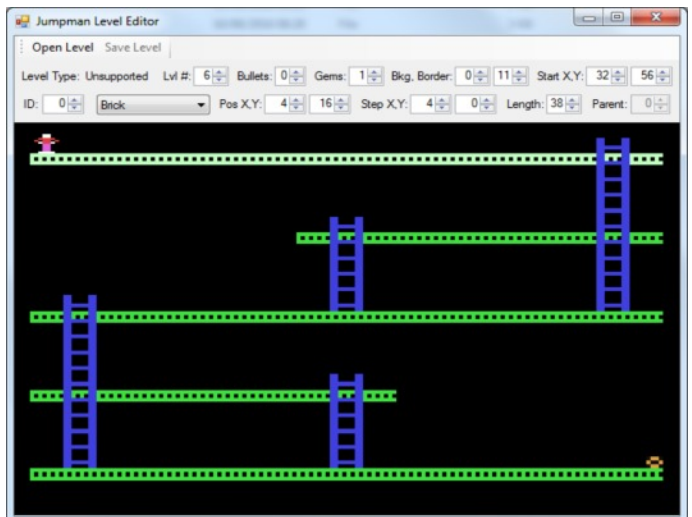 Jumpman Level Editor
Open Level Save Level
Level Type: Unsupported Lvl #: 6 Bullets: 0 Gems: 1 Bkg, Border: 0 11 Start X,Y: 32 56
ID: 0 Brick Pos X,Y: 4 16 Step X,Y: 4 0 Length: 38 Parent: 0